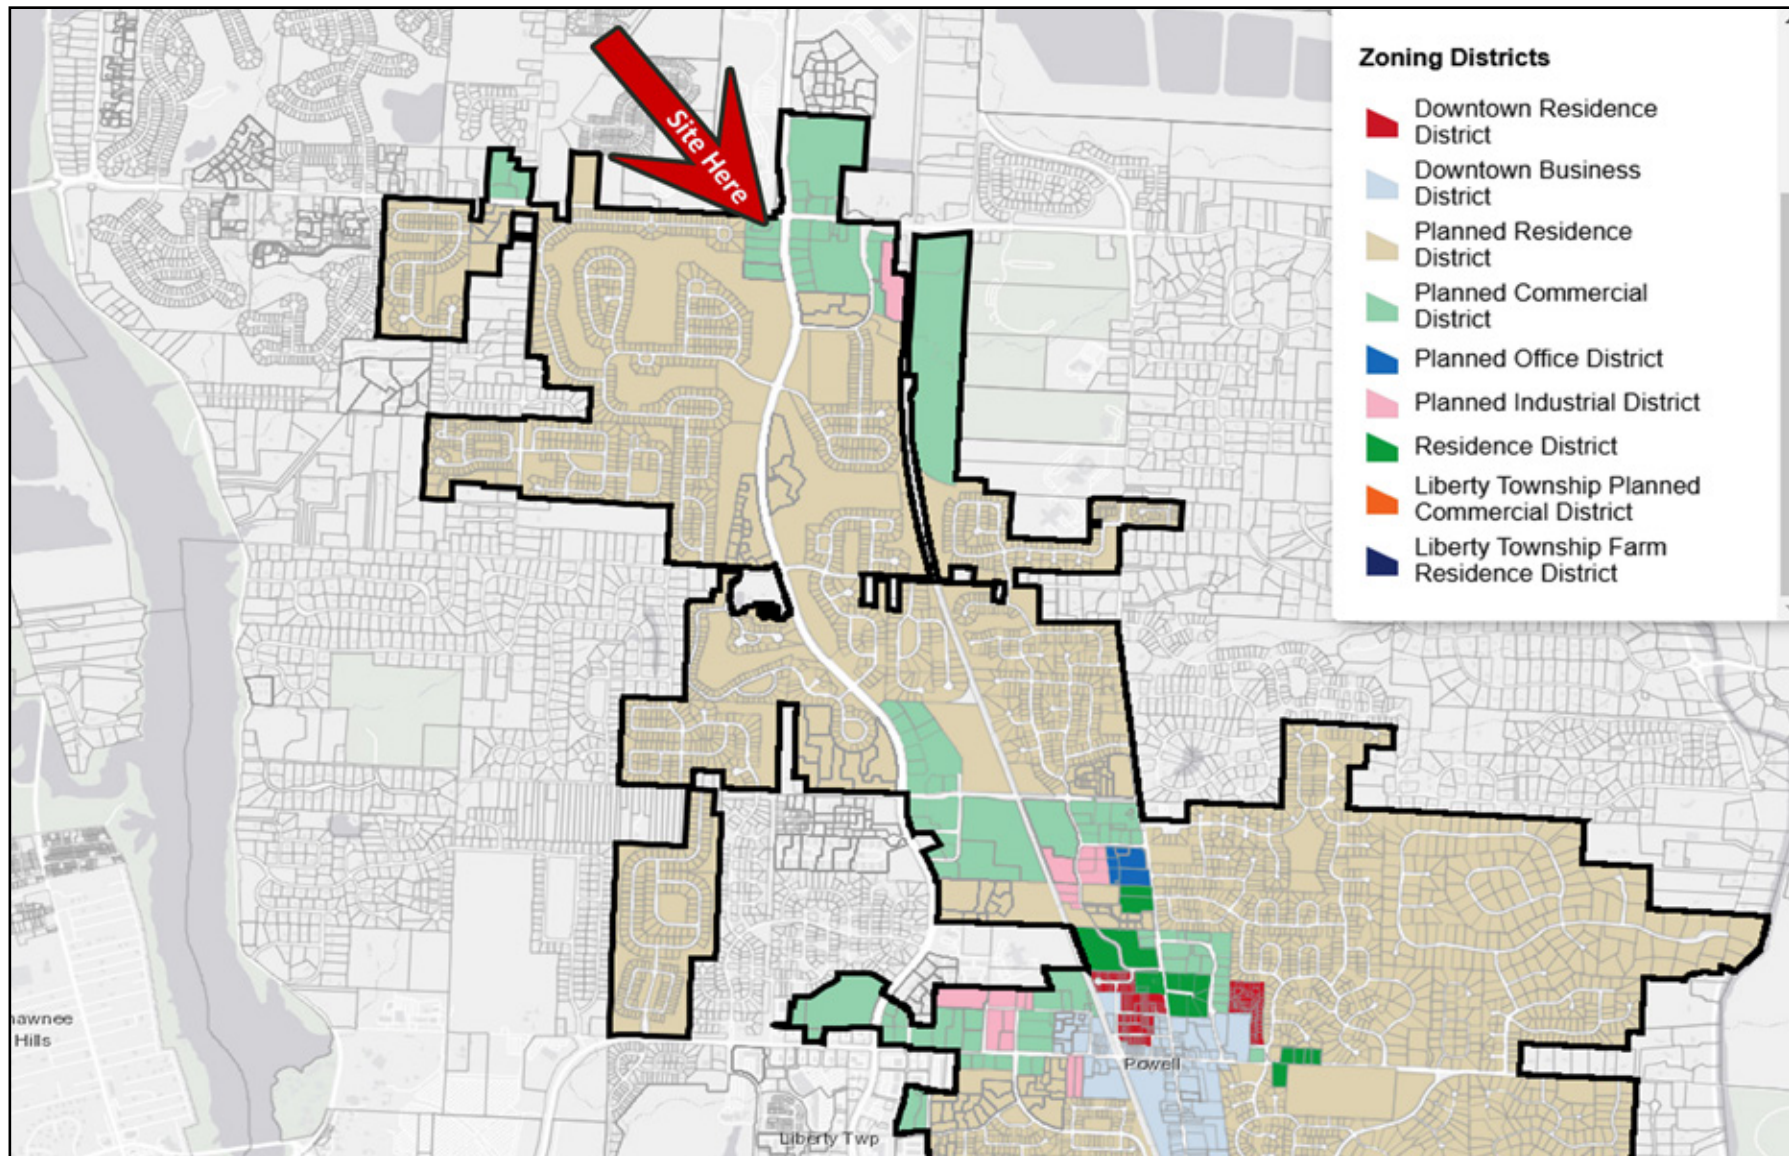 Site Here
Zoning Districts
Downtown Residence
District
Downtown Business
District
Planned Residence
District
Planned Commercial
District
Planned Office District
Planned Industrial District
Residence District
Liberty Township Planned
Commercial District
Liberty Township Farm
Residence District
hawnee
Hills
Powell
Liberty Twp